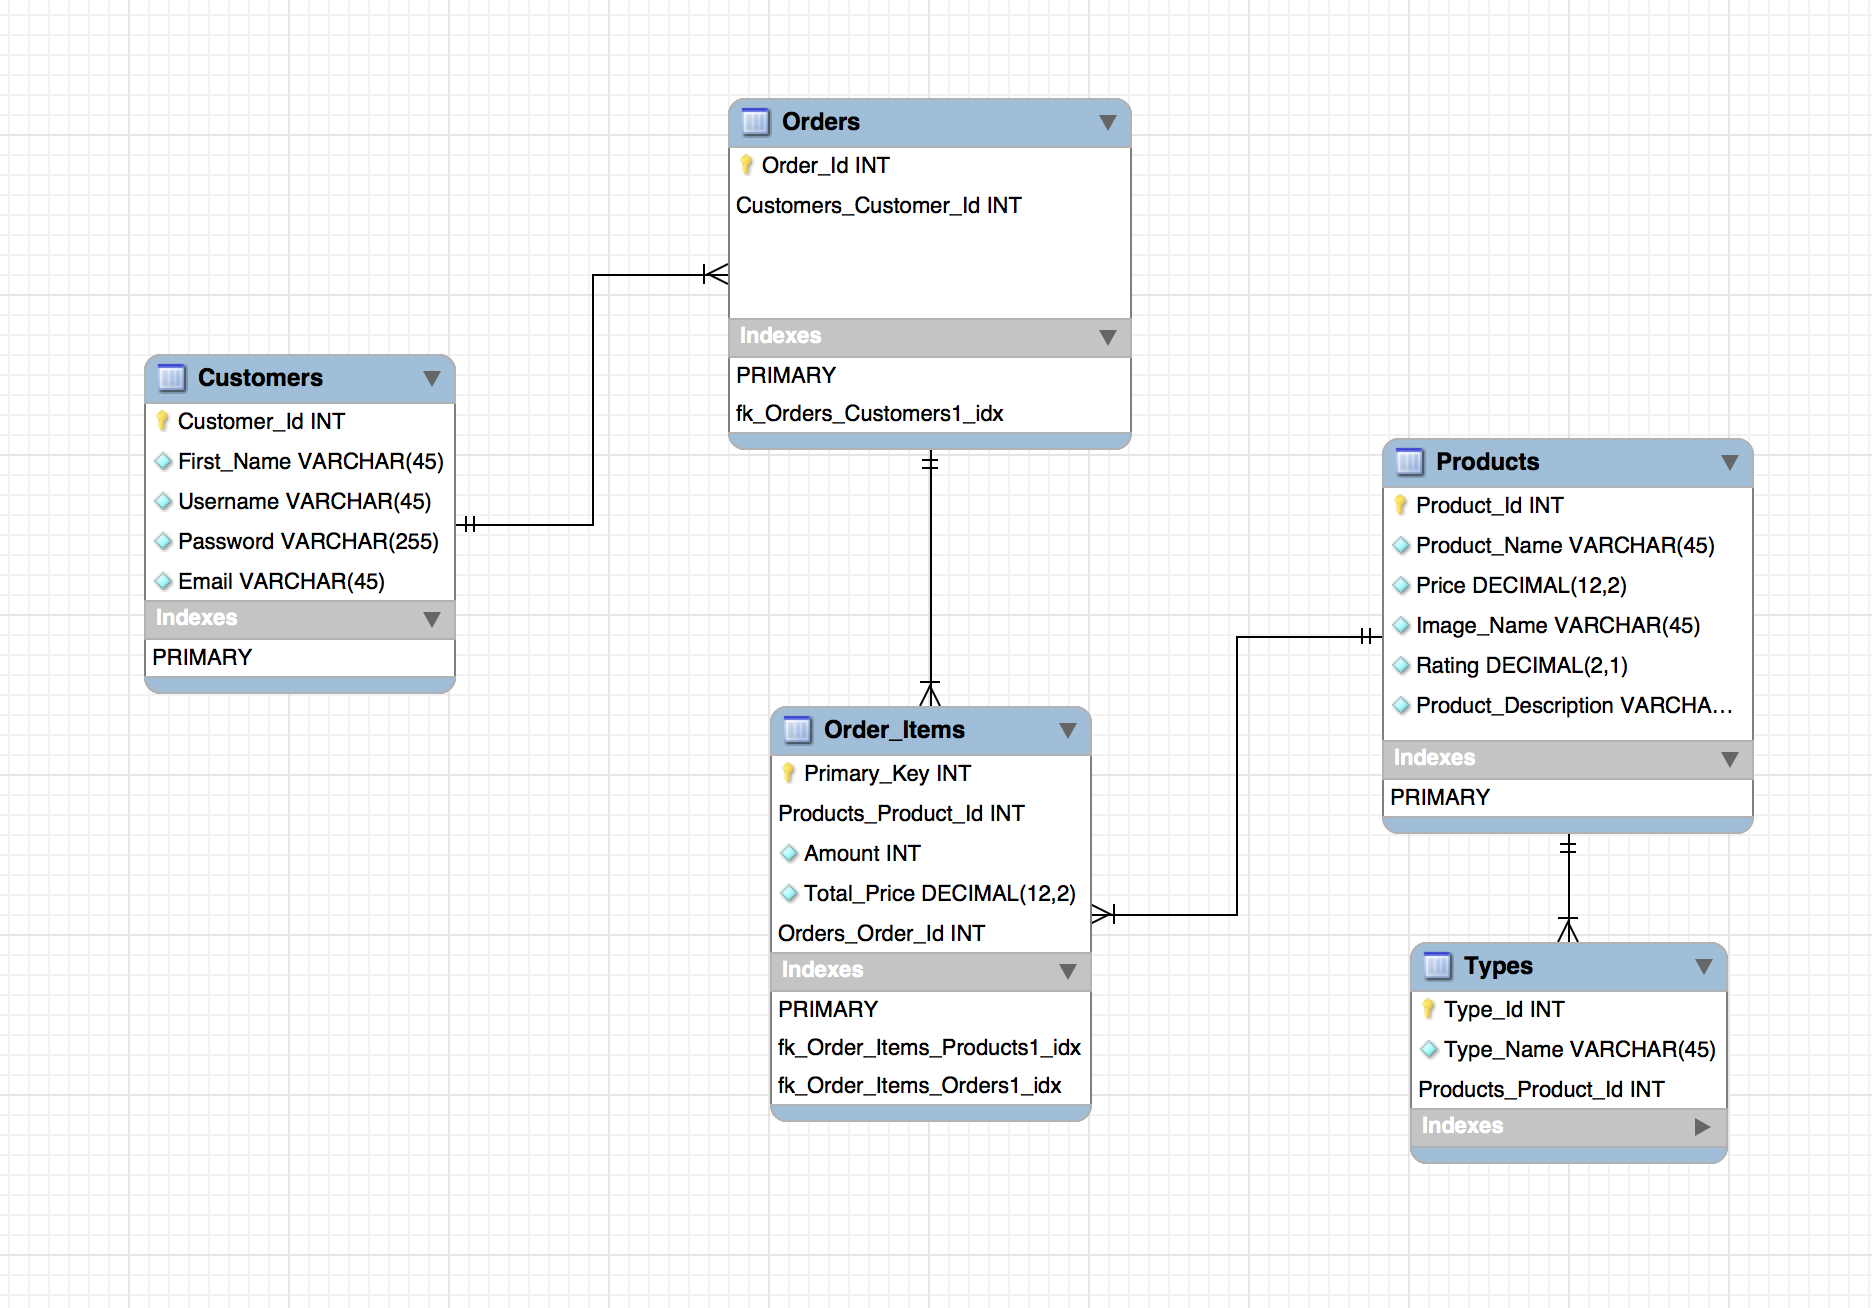 Orders
Order_Id INT
Customers_Customer_Id INT
Indexes
PRIMARY
fk_Orders_Customers1_idx
Customers
Customer_Id INT
First_Name VARCHAR(45)
Username VARCHAR(45)
Password VARCHAR(255)
Email VARCHAR(45)
Indexes
PRIMARY
Products
Product_Id INT
Product_Name VARCHAR(45)
Price DECIMAL(12,2)
Image_Name VARCHAR(45)
Rating DECIMAL(2,1)
Product_Description VARCHA...
Indexes
PRIMARY
Order_Items
Primary_Key INT
Products_Product_Id INT
Amount INT
Total_Price DECIMAL(12,2)
Orders_Order_Id INT
Indexes
PRIMARY
fk_Order_Items_Products1_idx
fk_Order_Items_Orders1_idx
Types
Type_Id INT
Type_Name VARCHAR(45)
Products_Product_Id INT
Indexes